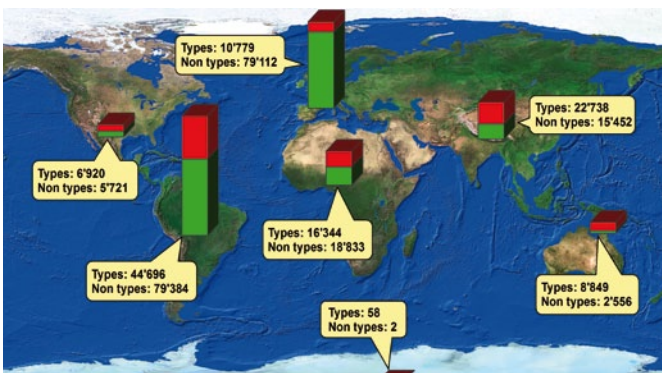 Types: 10'779
Non types: 79'112
Types: 22'738
Non types: 15'452
Types: 6'920
Non types: 5'721
Types: 16'344
Non types: 18'833
Types: 44'696
Non types: 79'384
Types: 8'849
Non types: 2'556
Types: 58
Non types: 2